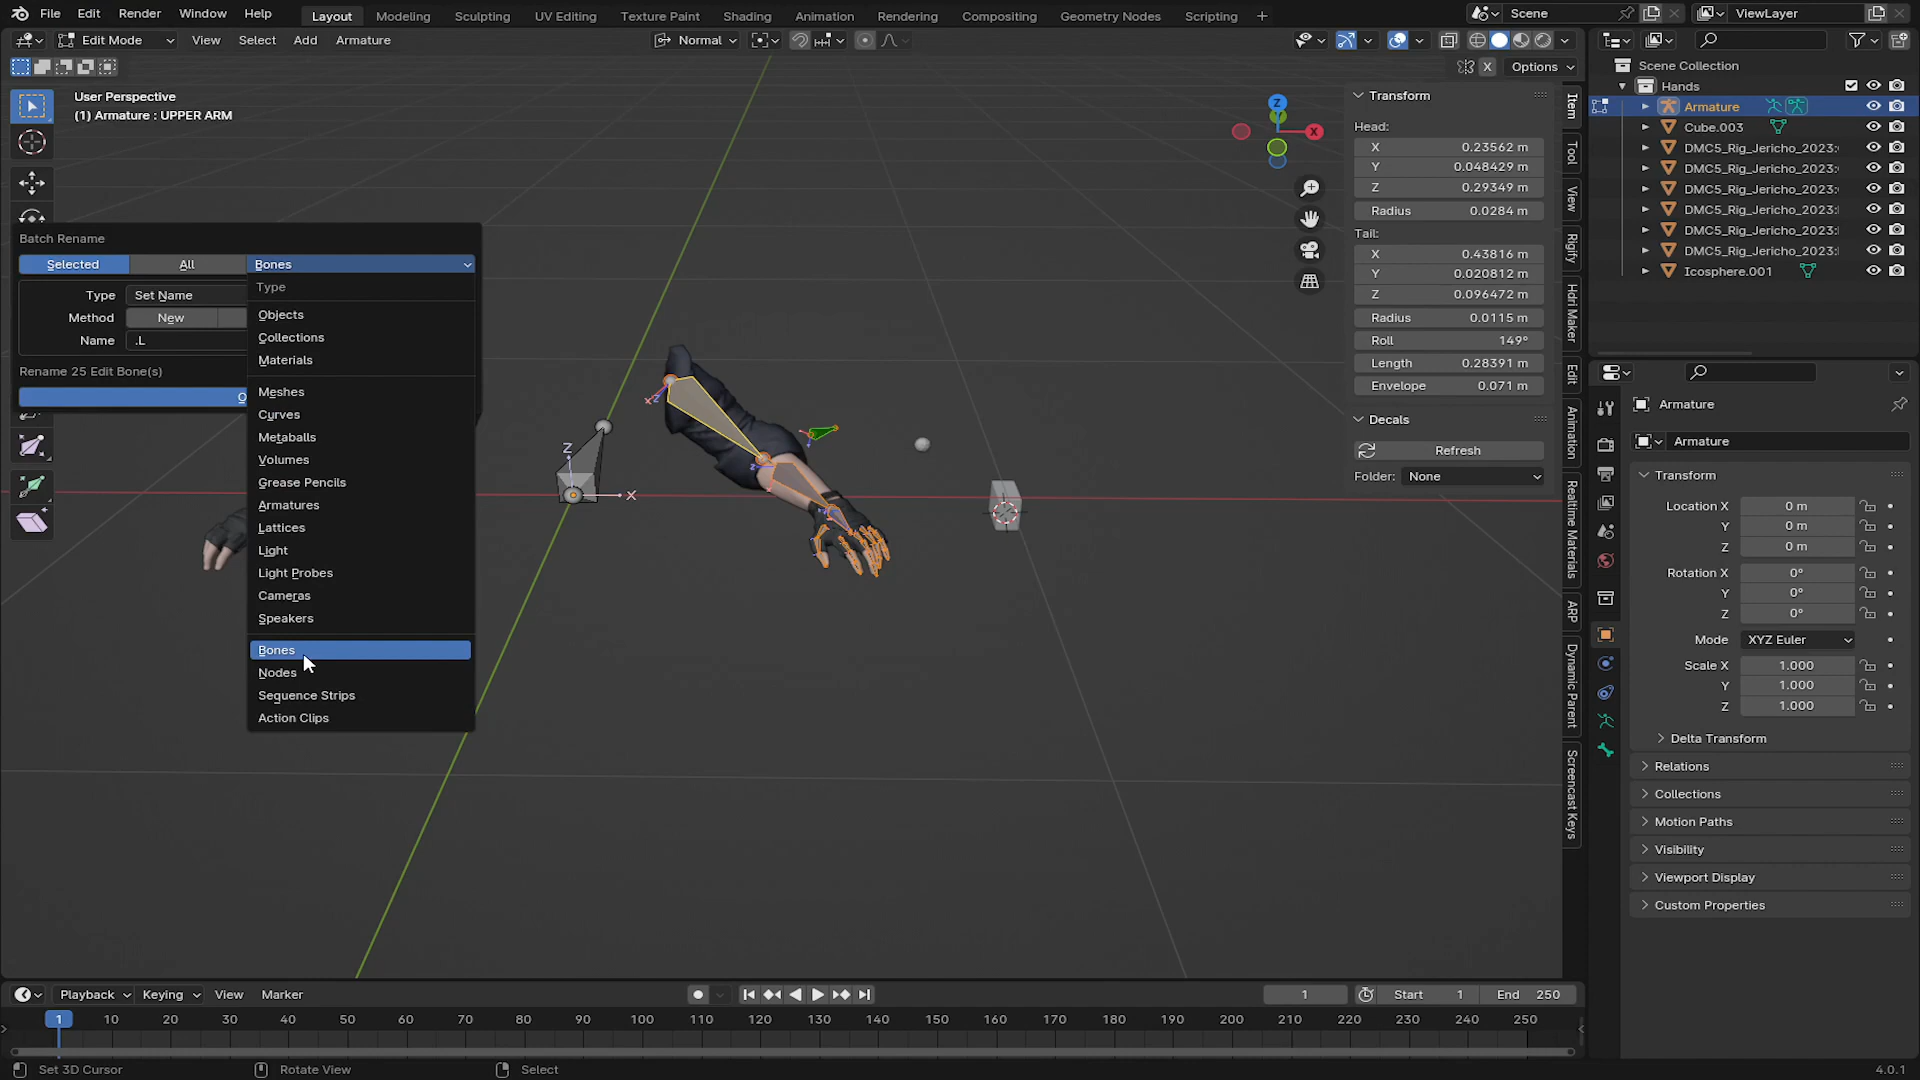 File Edit Render Window Help Layout Modeling Sculpting UV Editing Texture Paint Shading Animation Rendering Compositing Geometry Nodes Scripting + Scene ViewLayer
Edit Mode View Select Add Armature Normal
X Options
User Perspective
(1) Armature : UPPER ARM
Batch Rename
Selected All Bones
Type Set Name
Method New
Name .L
Rename 25 Edit Bone(s)
Type
Objects
Collections
Materials
Meshes
Curves
Metaballs
Volumes
Grease Pencils
Armatures
Lattices
Light
Light Probes
Cameras
Speakers
Bones
Nodes
Sequence Strips
Action Clips
Z
X
Z
X
Transform
Head:
X 0.23562 m
Y 0.048429 m
Z 0.29349 m
Radius 0.0284 m
Tail:
X 0.43816 m
Y 0.020812 m
Z 0.096472 m
Radius 0.0115 m
Roll 149°
Length 0.28391 m
Envelope 0.071 m
Decals
Refresh
Folder: None
Item
Tool
View
Rigify
Hdri Maker
Edit
Animation
Realtime Materials
ARP
Dynamic Parent
Screencast Keys
Scene Collection
Hands
Armature
Cube.003
DMC5_Rig_Jericho_2023:
DMC5_Rig_Jericho_2023:
DMC5_Rig_Jericho_2023:
DMC5_Rig_Jericho_2023:
DMC5_Rig_Jericho_2023:
DMC5_Rig_Jericho_2023:
Icosphere.001
Armature
Armature
Transform
Location X 0 m
Y 0 m
Z 0 m
Rotation X 0°
Y 0°
Z 0°
Mode XYZ Euler
Scale X 1.000
Y 1.000
Z 1.000
Delta Transform
Relations
Collections
Motion Paths
Visibility
Viewport Display
Custom Properties
Playback Keying View Marker 1 Start 1 End 250
1 10 20 30 40 50 60 70 80 90 100 110 120 130 140 150 160 170 180 190 200 210 220 230 240 250
Set 3D Cursor Rotate View Select 4.0.1